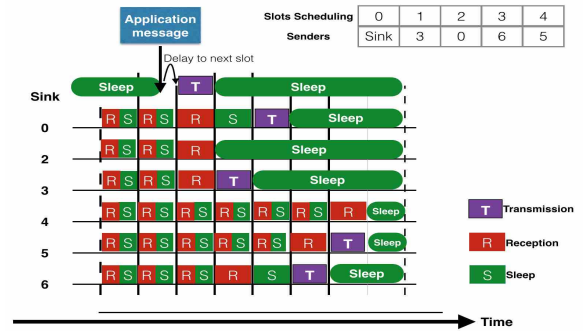 Application message
Slots Scheduling 0 1 2 3 4
Senders Sink 3 0 6 5
Delay to next slot
Sleep T Sleep
Sink
R S R S R S T Sleep
0
R S R S R Sleep
2
R S R S R T Sleep
3
R S R S R S R S R S R S R Sleep
4
R S R S R S R S R S R T Sleep
5
R S R S R S R S T Sleep
6
T Transmission
R Reception
S Sleep
Time